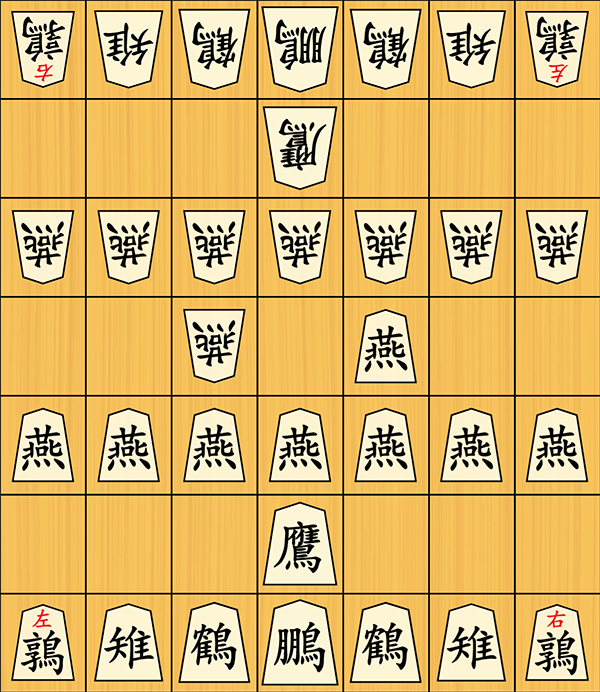 鶉 雉 鶴 鵬 鶴 雉 鶉
右 左
鷹
燕 燕 燕 燕 燕 燕 燕
燕 燕
燕 燕 燕 燕 燕 燕 燕
鷹
左 右
鶉 雉 鶴 鵬 鶴 雉 鶉